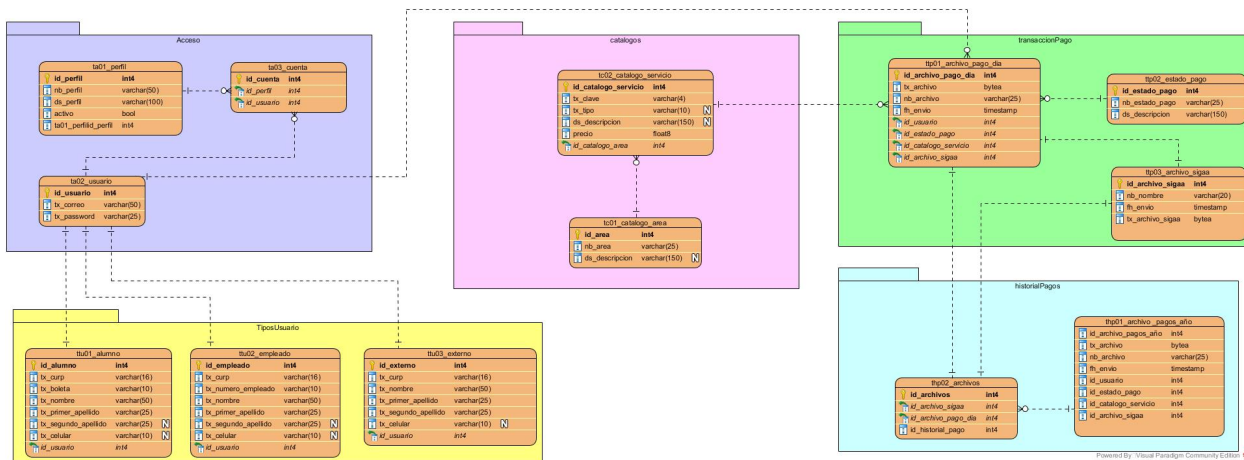 Acceso
ta01_perfil
id_perfil int4
nb_perfil varchar(50)
ds_perfil varchar(100)
activo bool
ta01_perfilid_perfil int4
ta03_cuenta
id_cuenta int4
id_perfil int4
id_usuario int4
ta02_usuario
id_usuario int4
tx_correo varchar(50)
tx_password varchar(25)
catalogos
tc02_catalogo_servicio
id_catalogo_servicio int4
tx_clave varchar(4)
tx_tipo varchar(10) N
ds_descripcion varchar(150) N
precio float8
id_catalogo_area int4
tc01_catalogo_area
id_area int4
nb_area varchar(25)
ds_descripcion varchar(150) N
transaccionPago
ttp01_archivo_pago_dia
id_archivo_pago_dia int4
tx_archivo bytea
nb_archivo varchar(25)
fh_envio timestamp
id_usuario int4
id_estado_pago int4
id_catalogo_servicio int4
id_archivo_sigaa int4
ttp02_estado_pago
id_estado_pago int4
nb_estado_pago varchar(25)
ds_descripcion varchar(150)
ttp03_archivo_sigaa
id_archivo_sigaa int4
nb_nombre varchar(20)
fh_envio timestamp
tx_archivo_sigaa bytea
TiposUsuario
ttu01_alumno
id_alumno int4
tx_curp varchar(16)
tx_boleta varchar(10)
tx_nombre varchar(50)
tx_primer_apellido varchar(25)
tx_segundo_apellido varchar(25) N
tx_celular varchar(10) N
id_usuario int4
ttu02_empleado
id_empleado int4
tx_curp varchar(16)
tx_numero_empleado varchar(10)
tx_nombre varchar(50)
tx_primer_apellido varchar(25)
tx_segundo_apellido varchar(25) N
tx_celular varchar(10) N
id_usuario int4
ttu03_externo
id_externo int4
tx_curp varchar(16)
tx_nombre varchar(50)
tx_primer_apellido varchar(25)
tx_segundo_apellido varchar(25)
tx_celular varchar(10) N
id_usuario int4
historialPagos
thp02_archivos
id_archivos int4
id_archivo_sigaa int4
id_archivo_pago_dia int4
id_historial_pago int4
thp01_archivo _pagos_año
id_archivo_pagos_año int4
tx_archivo bytea
nb_archivo varchar(25)
fh_envio timestamp
id_usuario int4
id_estado_pago int4
id_catalogo_servicio int4
id_archivo_sigaa int4
Powered By Visual Paradigm Community Edition